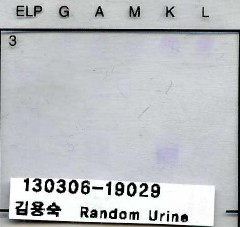 ELP G A M K L
3
130306-19029
김용숙 Random Urine